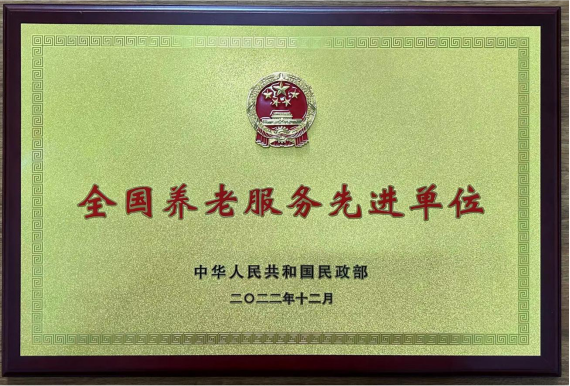 全国养老服务先进单位
中华人民共和国民政部
二〇二二年十二月